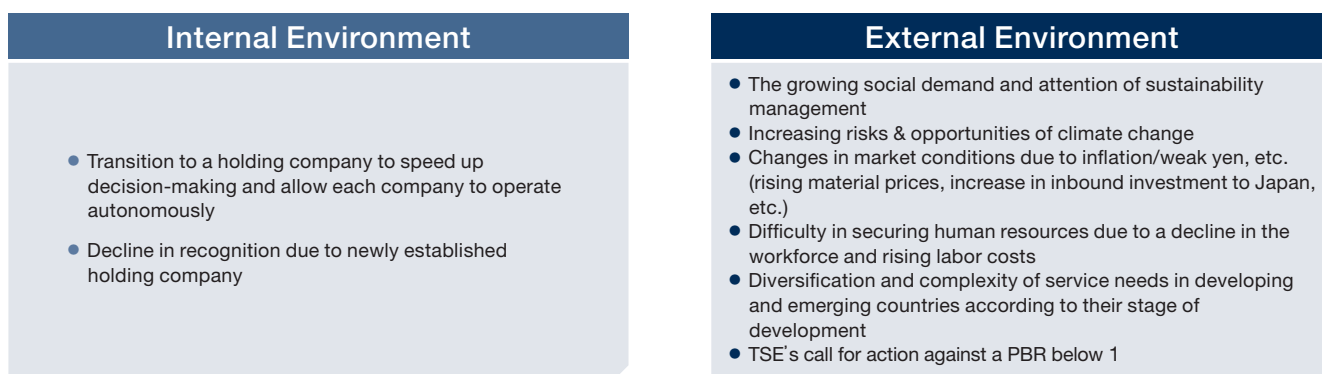 Internal Environment
● Transition to a holding company to speed up
decision-making and allow each company to operate
autonomously
● Decline in recognition due to newly established
holding company
External Environment
● The growing social demand and attention of sustainability
management
● Increasing risks & opportunities of climate change
● Changes in market conditions due to inflation/weak yen, etc.
(rising material prices, increase in inbound investment to Japan,
etc.)
● Difficulty in securing human resources due to a decline in the
workforce and rising labor costs
● Diversification and complexity of service needs in developing
and emerging countries according to their stage of
development
● TSE's call for action against a PBR below 1